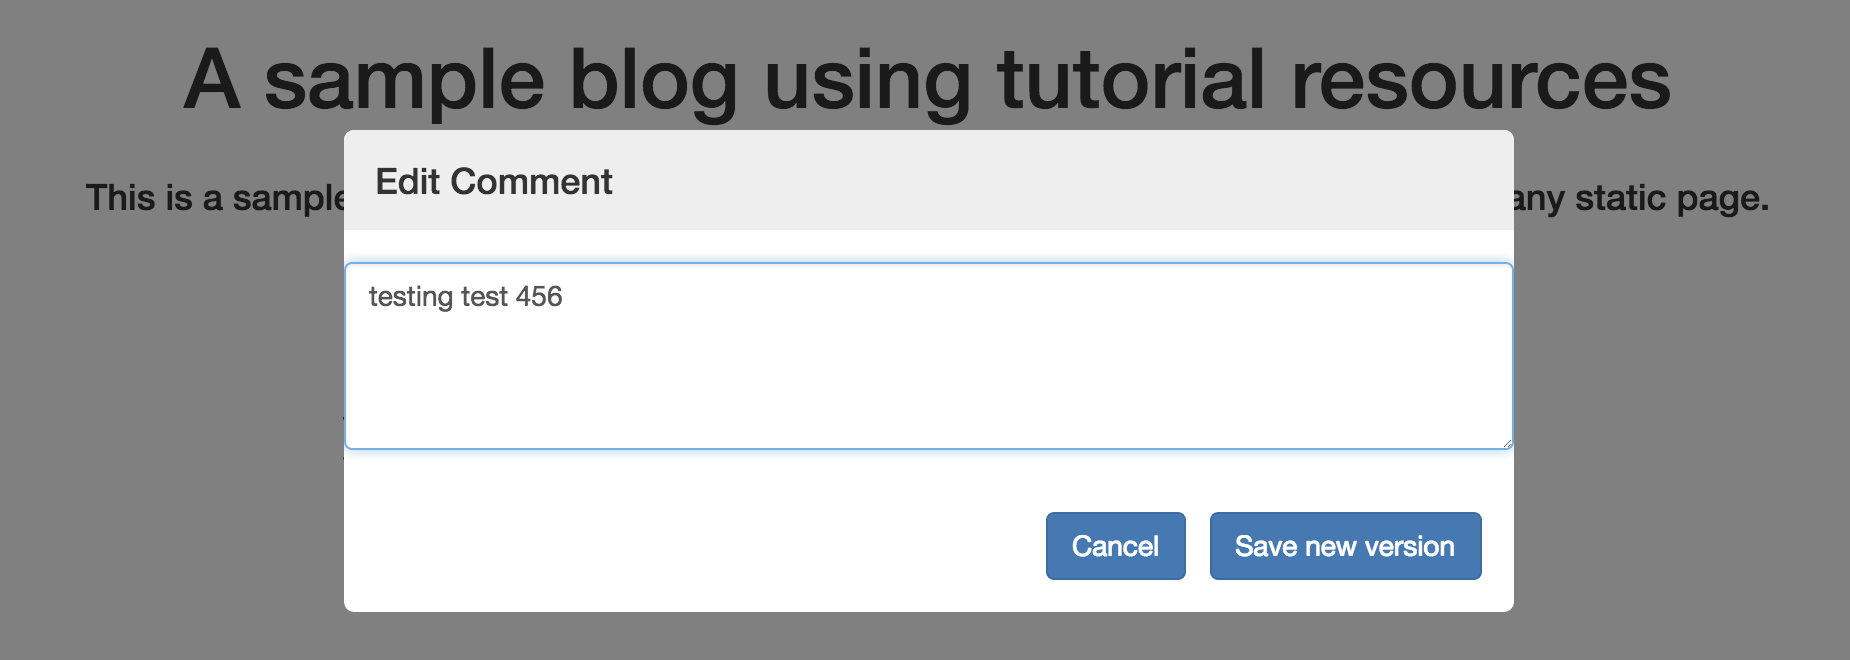 A sample blog using tutorial resources
Edit Comment
This is a sample any static page.
testing test 456
Cancel Save new version